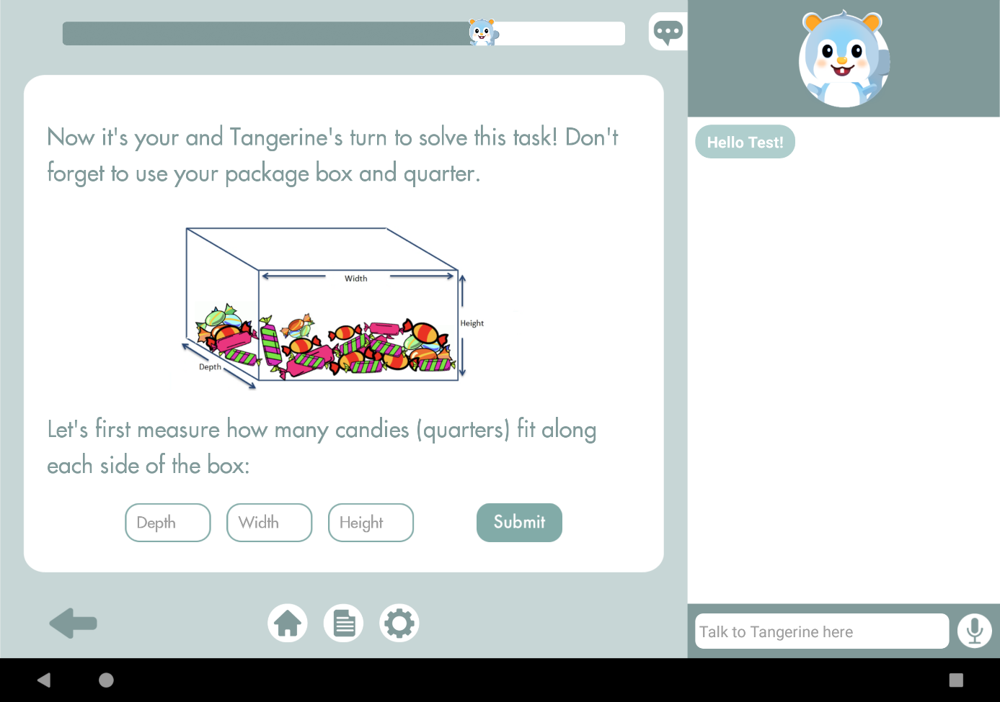 Now it's your and Tangerine's turn to solve this task! Don't
forget to use your package box and quarter.
Width
Height
Depth
Let's first measure how many candies (quarters) fit along
each side of the box:
Depth
Width
Height
Submit
Hello Test!
Talk to Tangerine here